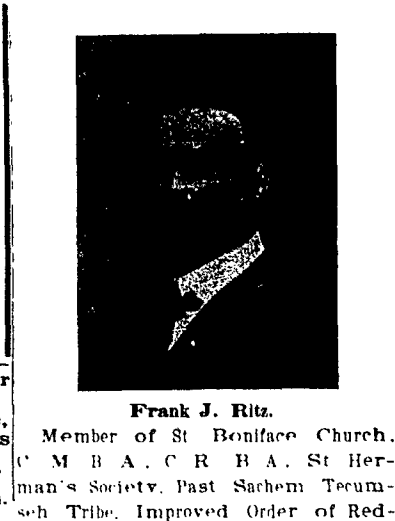 Frank J. Ritz.
Member of St Boniface Church,
C M B A, C R B A, St Her-
man's Society, Past Sachem Tecum-
seh Tribe, Improved Order of Red-
r
s